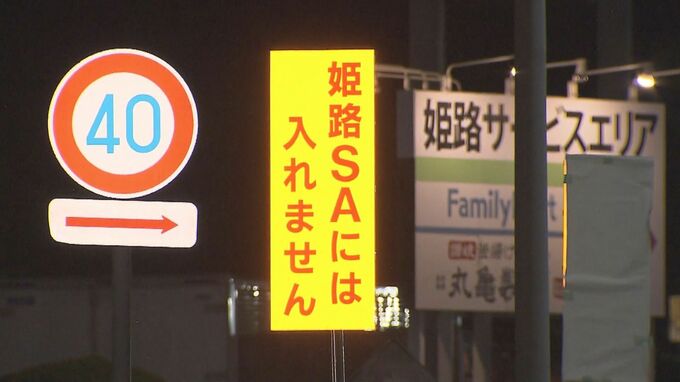 40
姫路SAには
入れません
姫路サービスエリア
Family
丸亀